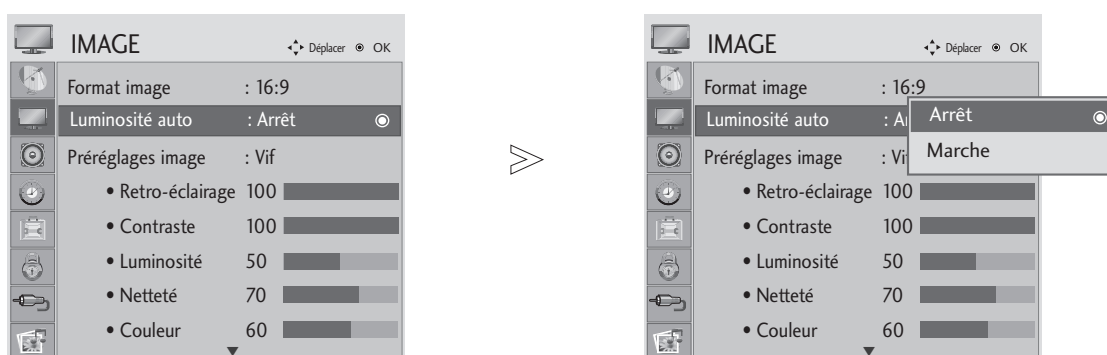 IMAGE
Déplacer OK
Format image : 16:9
Luminosité auto : Arrêt
Préréglages image : Vif
• Retro-éclairage 100
• Contraste 100
• Luminosité 50
• Netteté 70
• Couleur 60
IMAGE
Déplacer OK
Format image : 16:9
Luminosité auto : Ar
Préréglages image : Vi
• Retro-éclairage 100
• Contraste 100
• Luminosité 50
• Netteté 70
• Couleur 60
Arrêt
Marche